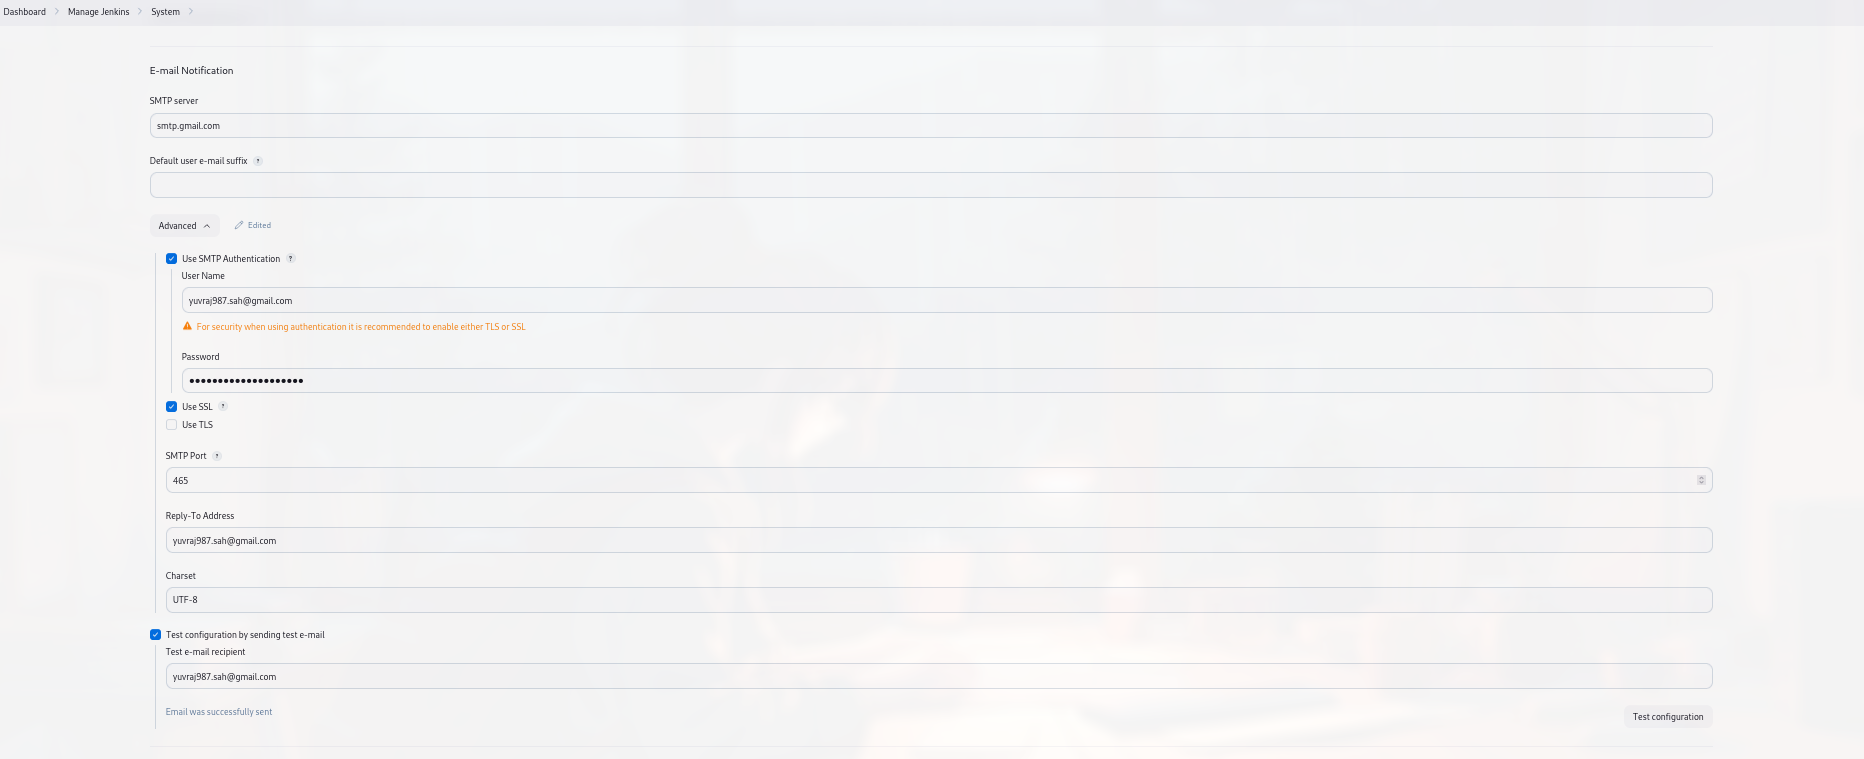 Dashboard > Manage Jenkins > System >
E-mail Notification
SMTP server
smtp.gmail.com
Default user e-mail suffix ?
Advanced Edited
Use SMTP Authentication ?
User Name
yuvraj987.sah@gmail.com
For security when using authentication it is recommended to enable either TLS or SSL
Password
••••••••••••••••••••
Use SSL ?
Use TLS
SMTP Port ?
465
Reply-To Address
yuvraj987.sah@gmail.com
Charset
UTF-8
Test configuration by sending test e-mail
Test e-mail recipient
yuvraj987.sah@gmail.com
Email was successfully sent
Test configuration